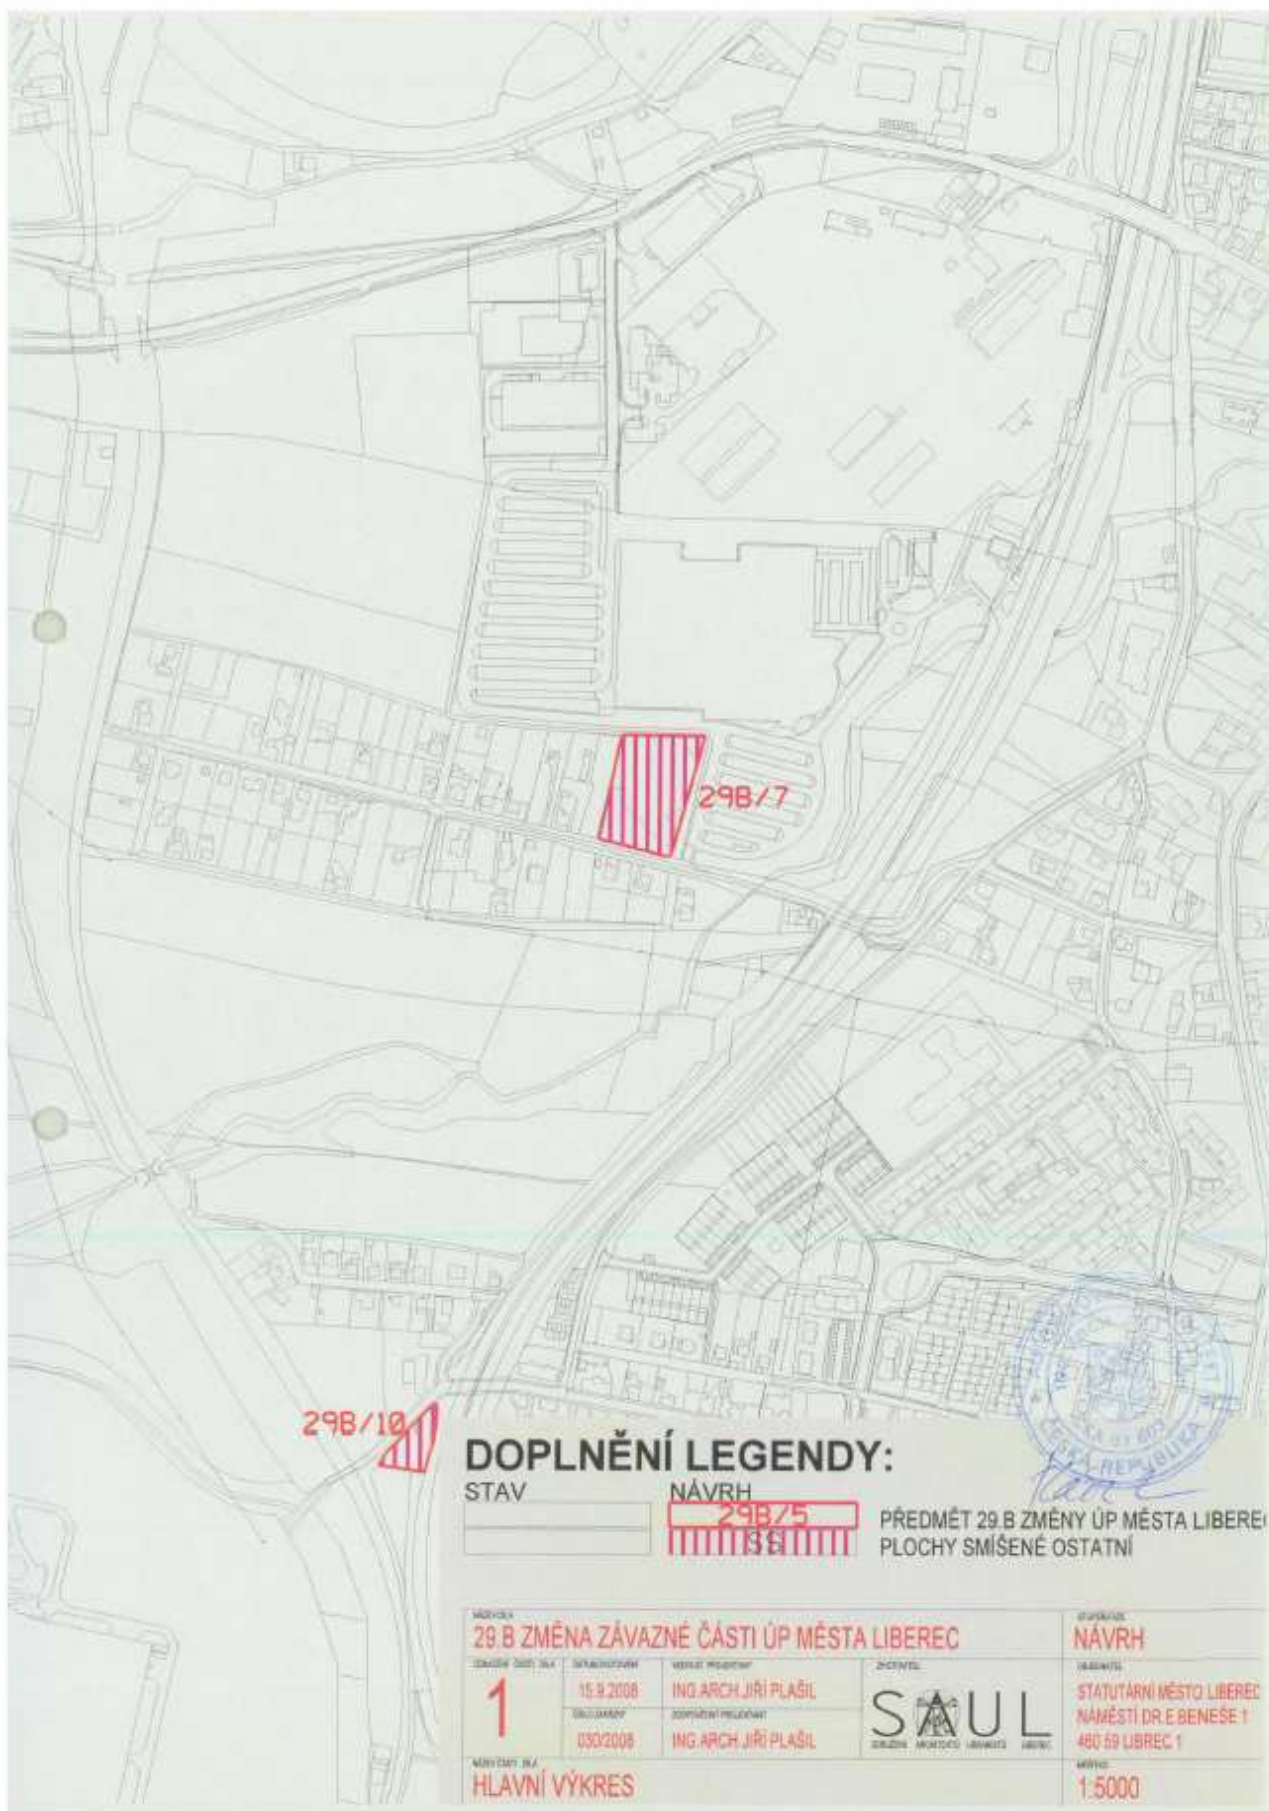 29B/7
29B/10
DOPLNĚNÍ LEGENDY:
STAV NÁVRH
29B/5 PŘEDMĚT 29.B ZMĚNY ÚP MĚSTA LIBEREC
SS PLOCHY SMÍŠENÉ OSTATNÍ
29.B ZMĚNA ZÁVAZNÉ ČÁSTI ÚP MĚSTA LIBEREC NÁVRH
1 15.9.2008 ING.ARCH.JIŘÍ PLAŠIL SAUL STATUTÁRNÍ MĚSTO LIBEREC
NÁMĚSTÍ DR.E.BENEŠE 1
030/2008 ING.ARCH.JIŘÍ PLAŠIL 460 59 LIBREC 1
HLAVNÍ VÝKRES 1:5000